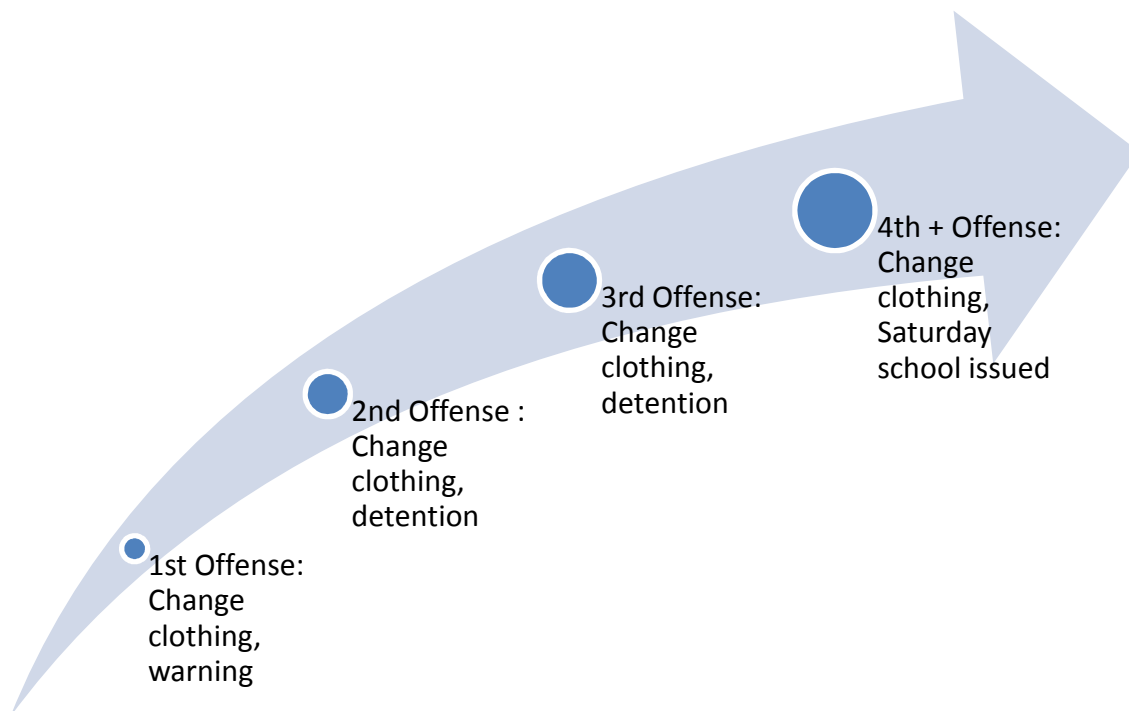 1st Offense:
Change
clothing,
warning
2nd Offense :
Change
clothing,
detention
3rd Offense:
Change
clothing,
detention
4th + Offense:
Change
clothing,
Saturday
school issued